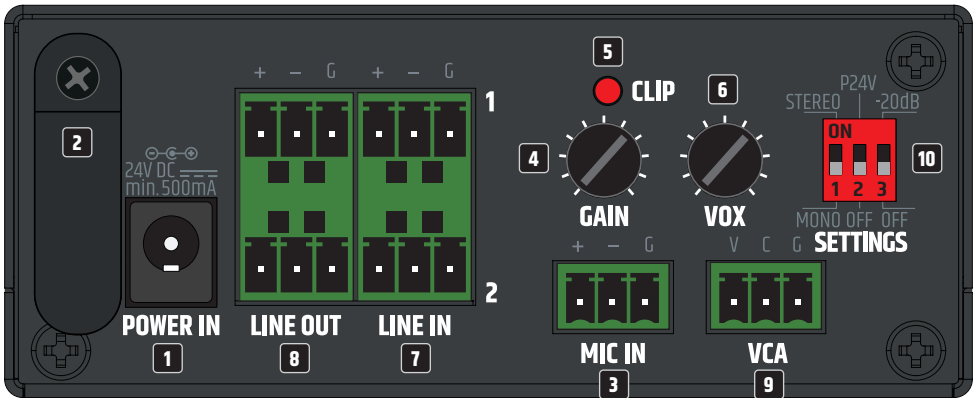 5
+ − G + − G
1
CLIP
6
P24V
STEREO -20dB
2
ON
4
10
24V DC
min.500mA
1 2 3
GAIN
VOX
MONO OFF OFF
SETTINGS
+ − G
V C G
2
POWER IN
LINE OUT
LINE IN
1
8
7
MIC IN
VCA
3
9